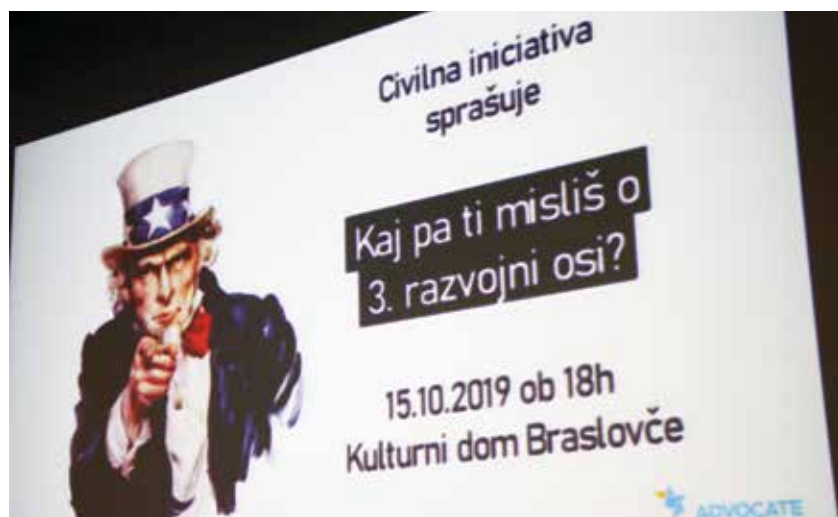 Civilna iniciativa
sprašuje
Kaj pa ti misliš o
3. razvojni osi?
15.10.2019 ob 18h
Kulturni dom Braslovče
ADVOCATE